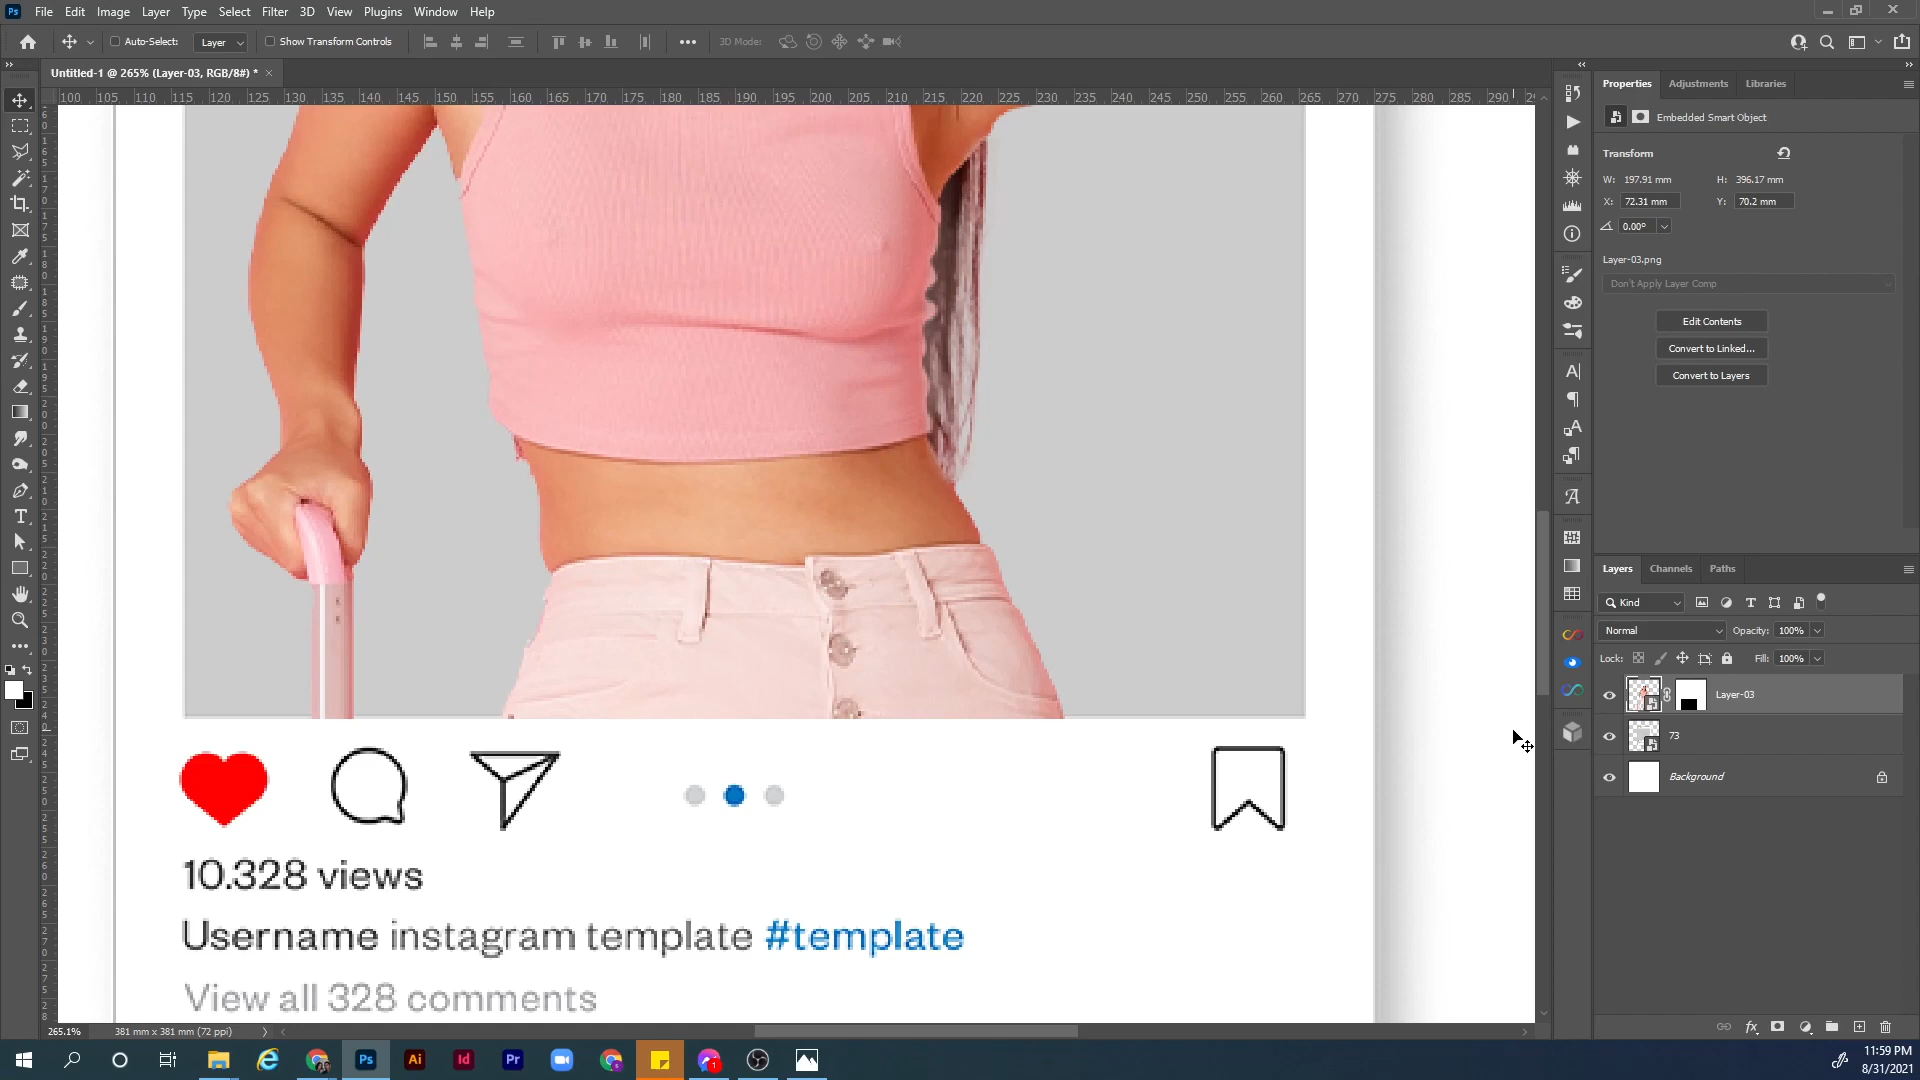 Ps File Edit Image Layer Type Select Filter 3D View Plugins Window Help
Auto-Select: Layer Show Transform Controls 3D Mode:
Untitled-1 @ 265% (Layer-03, RGB/8#) *
100 105 110 115 120 125 130 135 140 145 150 155 160 165 170 175 180 185 190 195 200 205 210 215 220 225 230 235 240 245 250 255 260 265 270 275 280 285 290
Properties Adjustments Libraries
Embedded Smart Object
Transform
W: 197.91 mm H: 396.17 mm
X: 72.31 mm Y: 70.2 mm
0.00°
Layer-03.png
Don't Apply Layer Comp
Edit Contents
Convert to Linked...
Convert to Layers
Layers Channels Paths
Kind
Normal Opacity: 100%
Lock: Fill: 100%
Layer-03
73
Background
10.328 views
Username instagram template #template
View all 328 comments
265.1% 381 mm x 381 mm (72 ppi)
Ps Ai Id Pr 1
11:59 PM
8/31/2021